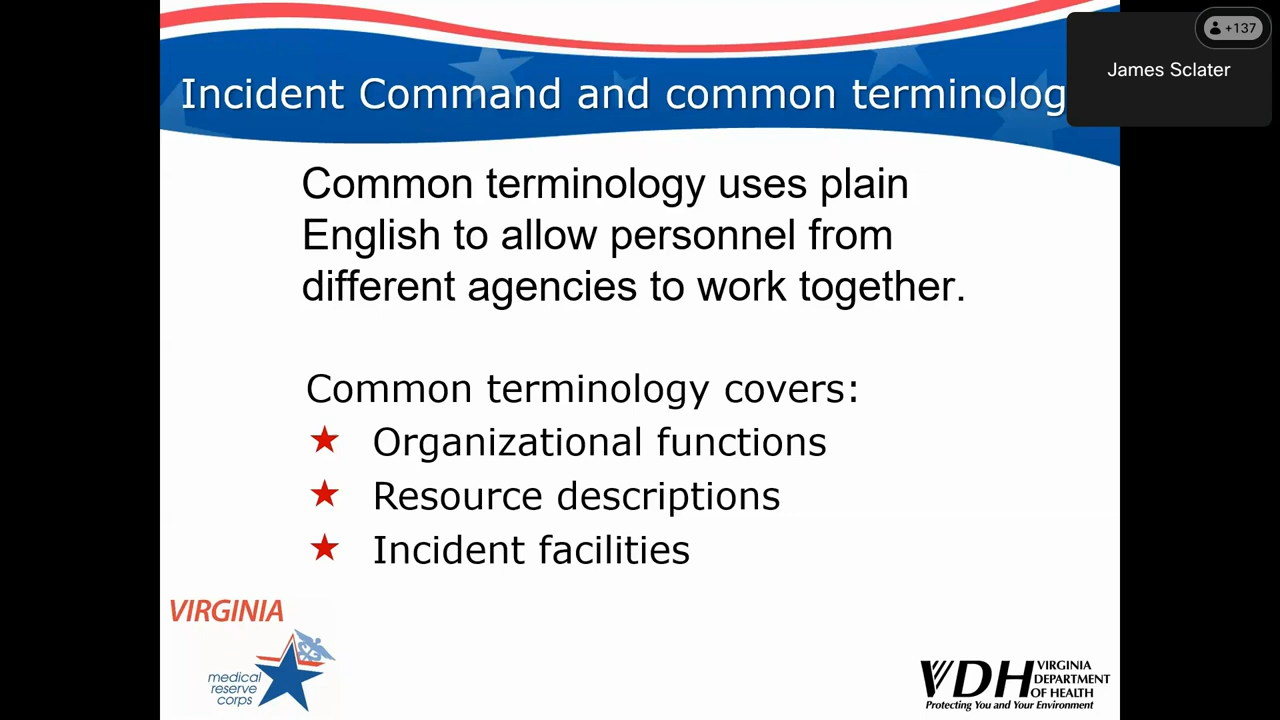 +137
James Sclater
Incident Command and common terminolog
Common terminology uses plain
English to allow personnel from
different agencies to work together.
Common terminology covers:
Organizational functions
Resource descriptions
Incident facilities
VIRGINIA
medical
reserve
corps
VDH VIRGINIA
DEPARTMENT
OF HEALTH
Protecting You and Your Environment